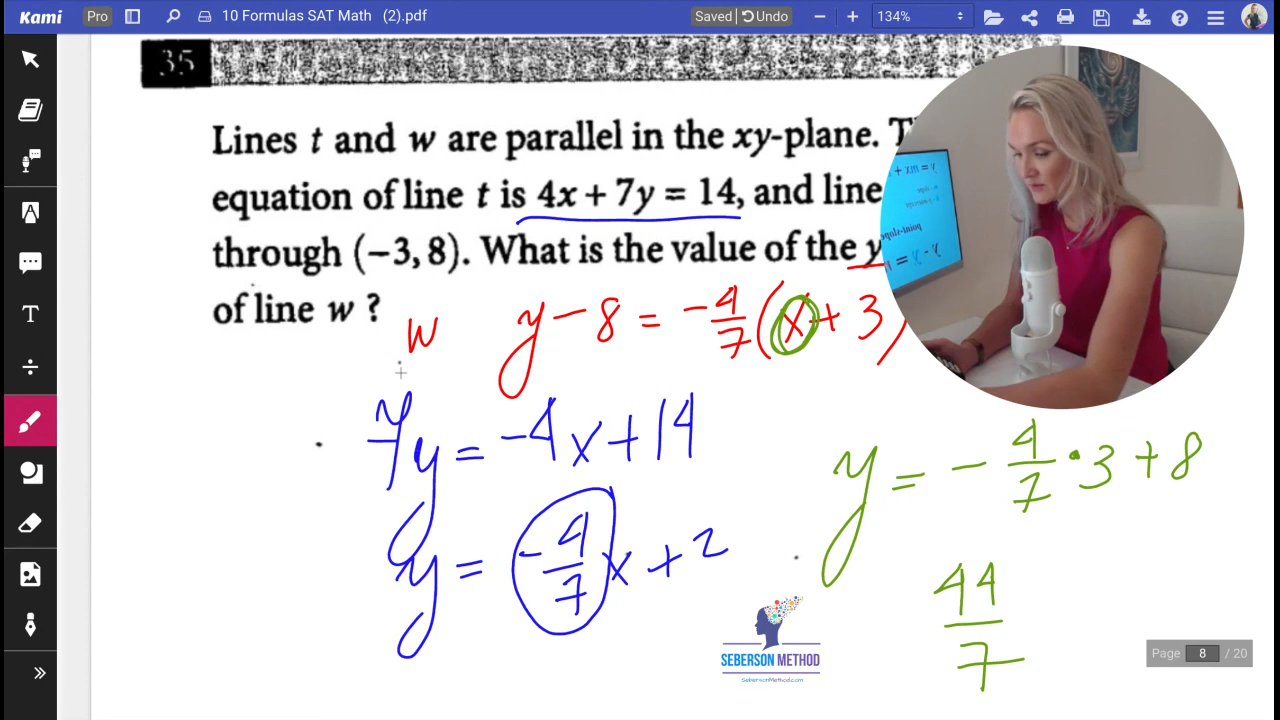 Kami Pro 10 Formulas SAT Math (2).pdf Saved Undo 134%
35
Lines t and w are parallel in the xy-plane. T
equation of line t is 4x + 7y = 14, and line
through (−3, 8). What is the value of the y
of line w ?
w y − 8 = −4/7 (x + 3)
7y = −4x + 14
y = −4/7 x + 2
y = −4/7 · 3 + 8
44/7
SEBERSON METHOD
SebersonMethod.com
Page 8 / 20